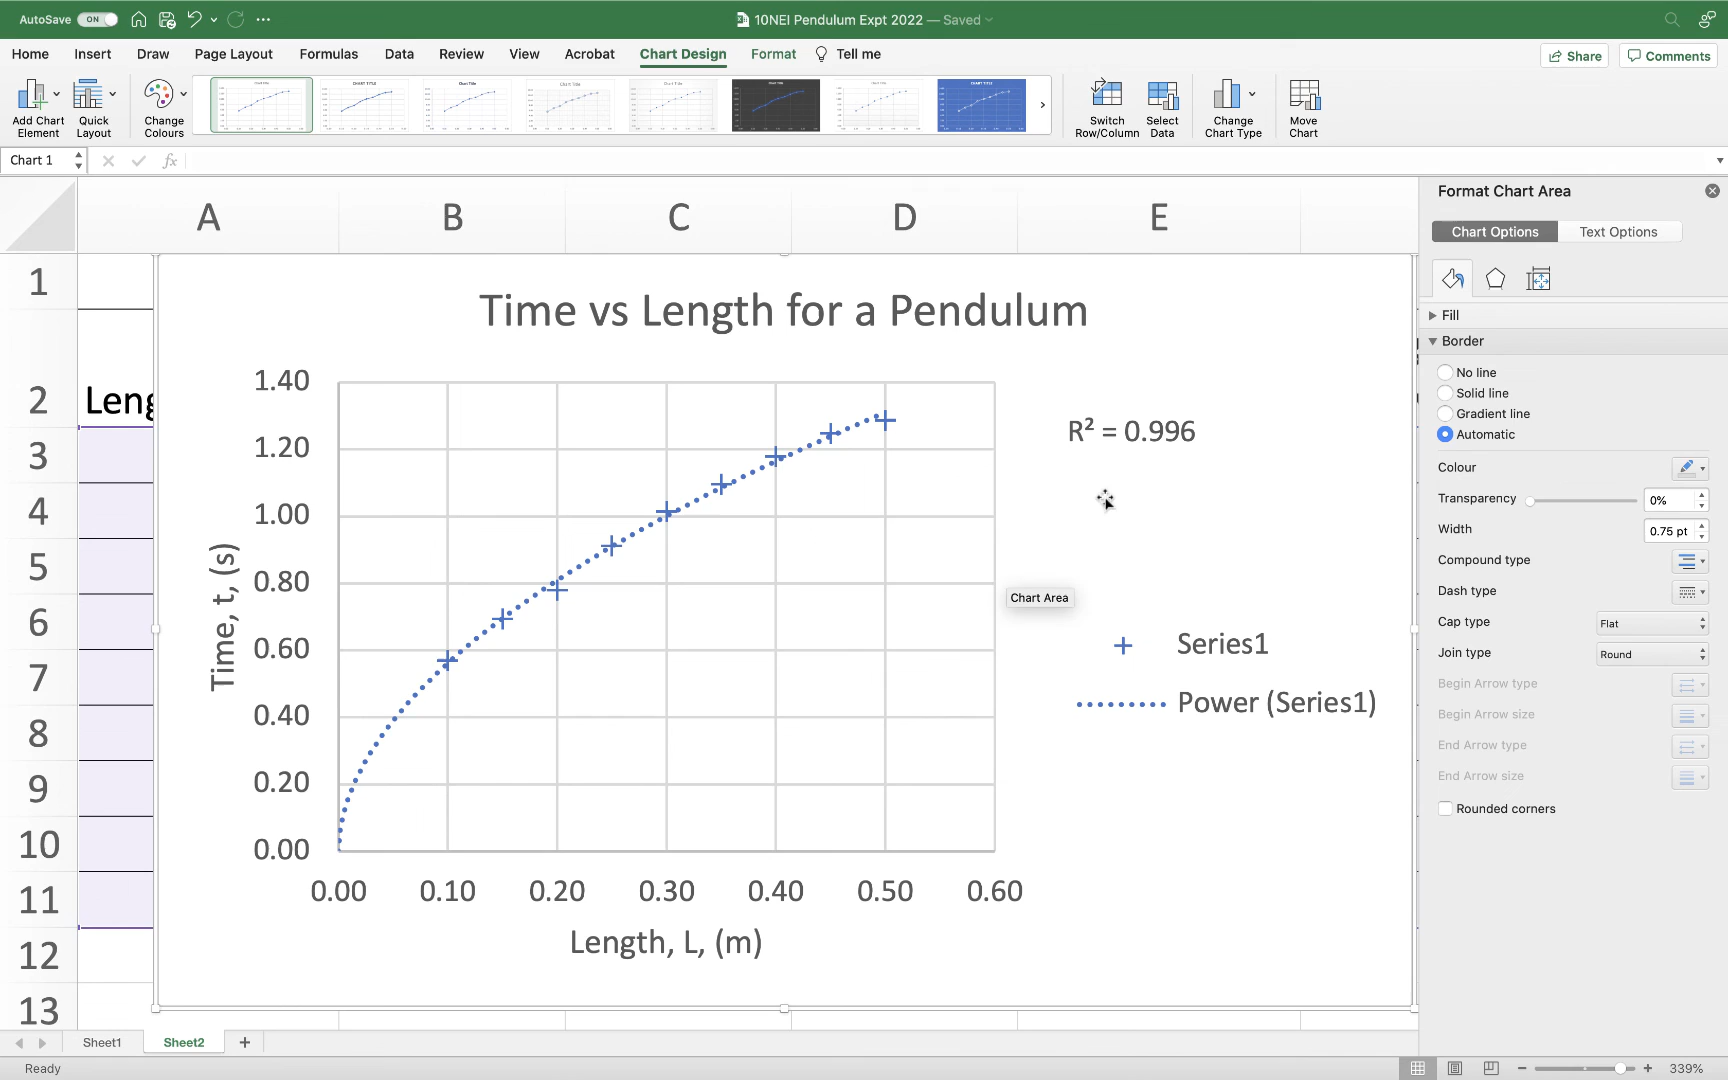 AutoSave ON 10NEI Pendulum Expt 2022 — Saved
Home Insert Draw Page Layout Formulas Data Review View Acrobat Chart Design Format Tell me Share Comments
Add Chart Element
Quick Layout
Change Colours
Switch Row/Column
Select Data
Change Chart Type
Move Chart
Chart 1 fx
A B C D E
1
2 Leng
3
4
5
6
7
8
9
10
11
12
13
Time vs Length for a Pendulum
1.40
1.20
1.00
0.80
0.60
0.40
0.20
0.00
Time, t, (s)
0.00 0.10 0.20 0.30 0.40 0.50 0.60
Length, L, (m)
R² = 0.996
Chart Area
Series1
Power (Series1)
Format Chart Area
Chart Options Text Options
Fill
Border
No line
Solid line
Gradient line
Automatic
Colour
Transparency 0%
Width 0.75 pt
Compound type
Dash type
Cap type Flat
Join type Round
Begin Arrow type
Begin Arrow size
End Arrow type
End Arrow size
Rounded corners
Sheet1 Sheet2 +
Ready 339%